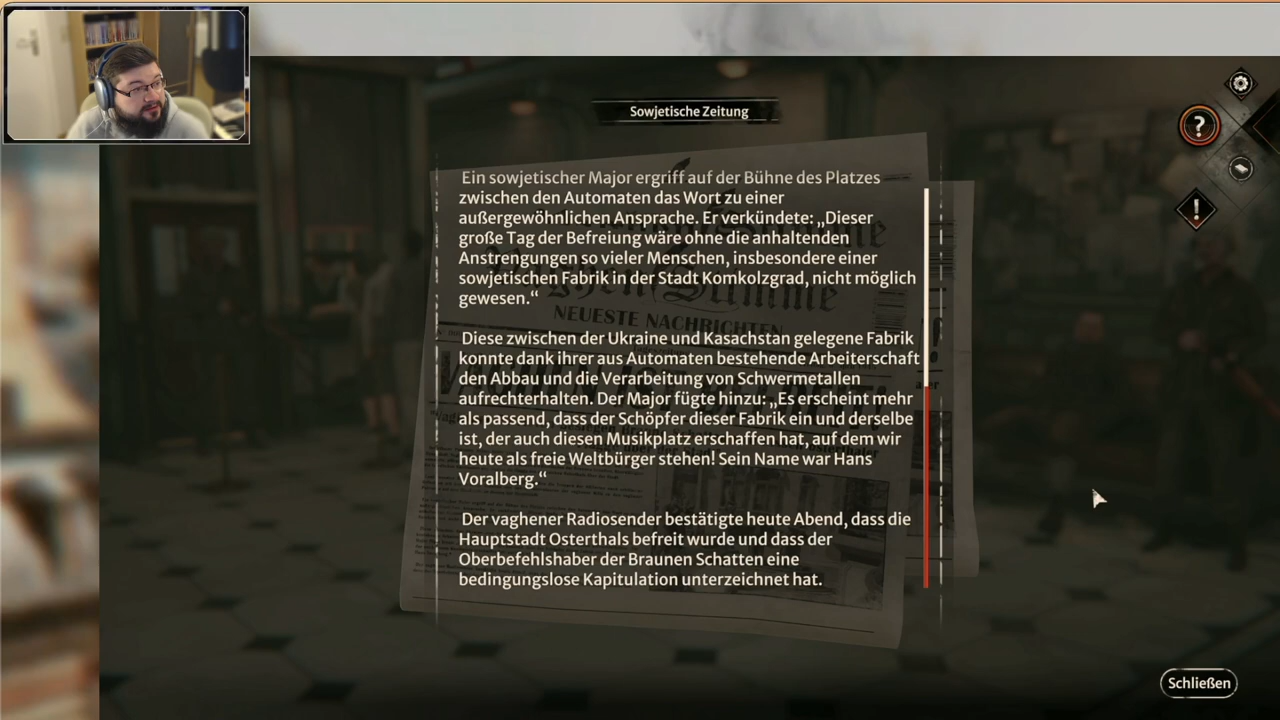 Sowjetische Zeitung
Ein sowjetischer Major ergriff auf der Bühne des Platzes
zwischen den Automaten das Wort zu einer
außergewöhnlichen Ansprache. Er verkündete: „Dieser
große Tag der Befreiung wäre ohne die anhaltenden
Anstrengungen so vieler Menschen, insbesondere einer
sowjetischen Fabrik in der Stadt Komkolzgrad, nicht möglich
gewesen.“
Diese zwischen der Ukraine und Kasachstan gelegene Fabrik
konnte dank ihrer aus Automaten bestehende Arbeiterschaft
den Abbau und die Verarbeitung von Schwermetallen
aufrechterhalten. Der Major fügte hinzu: „Es erscheint mehr
als passend, dass der Schöpfer dieser Fabrik ein und derselbe
ist, der auch diesen Musikplatz erschaffen hat, auf dem wir
heute als freie Weltbürger stehen! Sein Name war Hans
Voralberg.“
Der vaghener Radiosender bestätigte heute Abend, dass die
Hauptstadt Osterthals befreit wurde und dass der
Oberbefehlshaber der Braunen Schatten eine
bedingungslose Kapitulation unterzeichnet hat.
NEUESTE NACHRICHTEN
?
!
Schließen